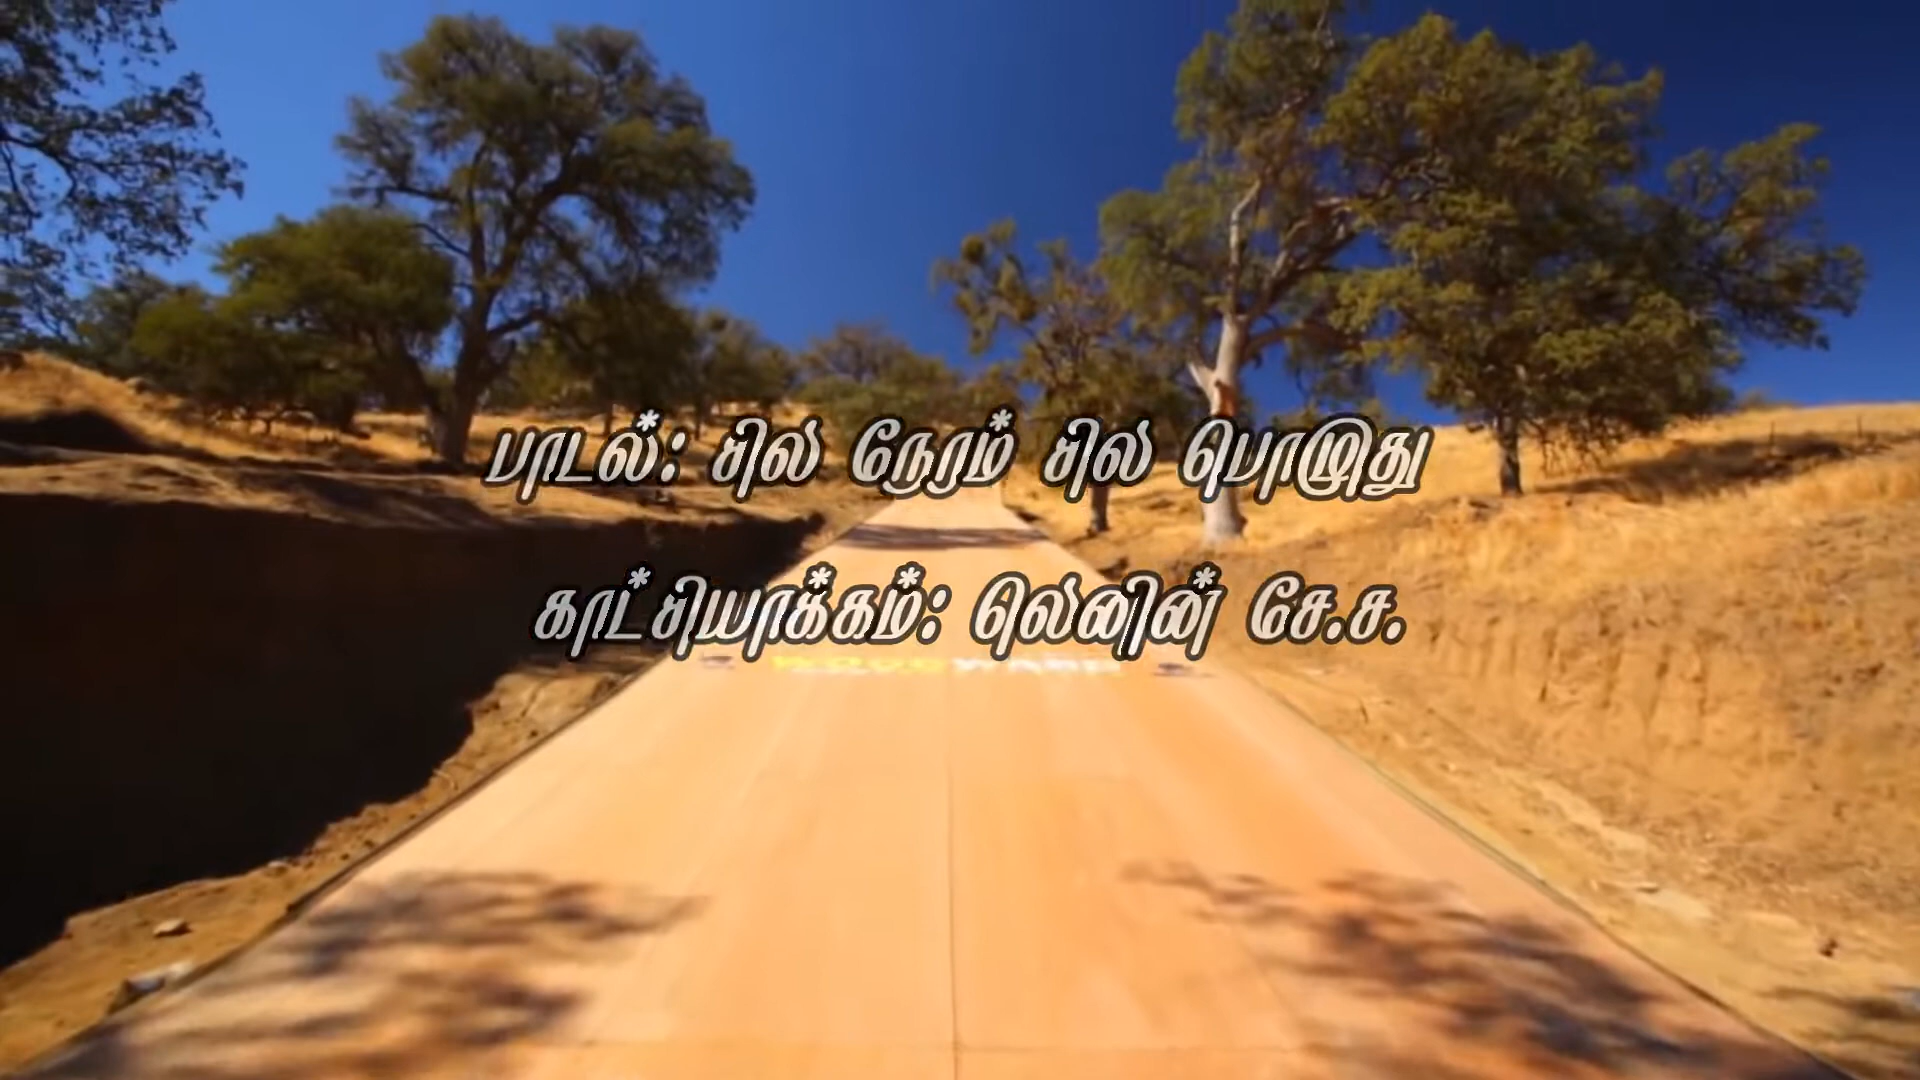 பாடல்: சில நேரம் சில பொழுது
காட்சியாக்கம்: லெனின் சே.ச.